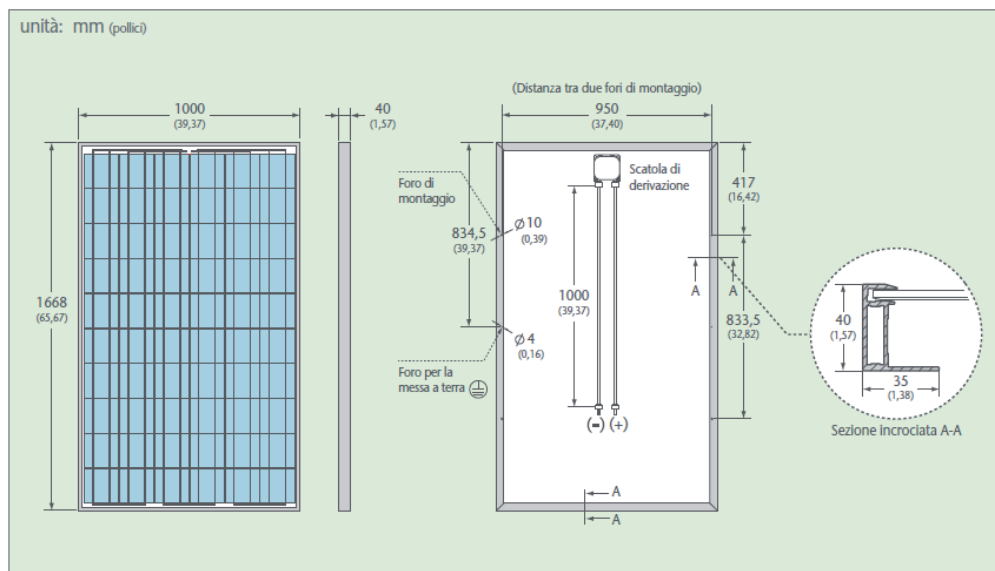 unità: mm (pollici)
1000
(39,37)
40
(1,57)
1668
(65,67)
(Distanza tra due fori di montaggio)
950
(37,40)
Foro di
montaggio
834,5
(39,37)
Ø 10
(0,39)
Scatola di
derivazione
417
(16,42)
1000
(39,37)
A
A
833,5
(32,82)
Ø 4
(0,16)
Foro per la
messa a terra
(-) (+)
A
A
40
(1,57)
35
(1,38)
Sezione incrociata A-A